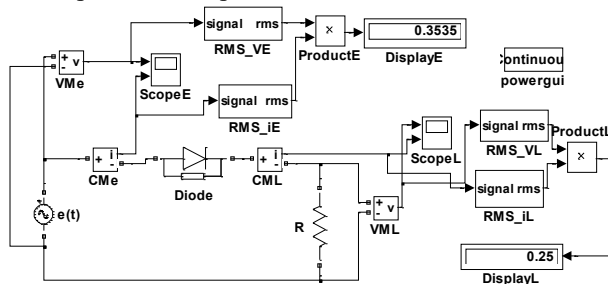 signal rms
RMS_VE
×
ProductE
0.3535
DisplayE
Continuou
powergui
+
-
v
VMe
ScopeE
signal rms
RMS_iE
ScopeL
signal rms
RMS_VL
ProductL
×
+ i
-
CMe
Diode
+ i
-
CML
signal rms
RMS_iL
e(t)
R
+
-
v
VML
0.25
DisplayL